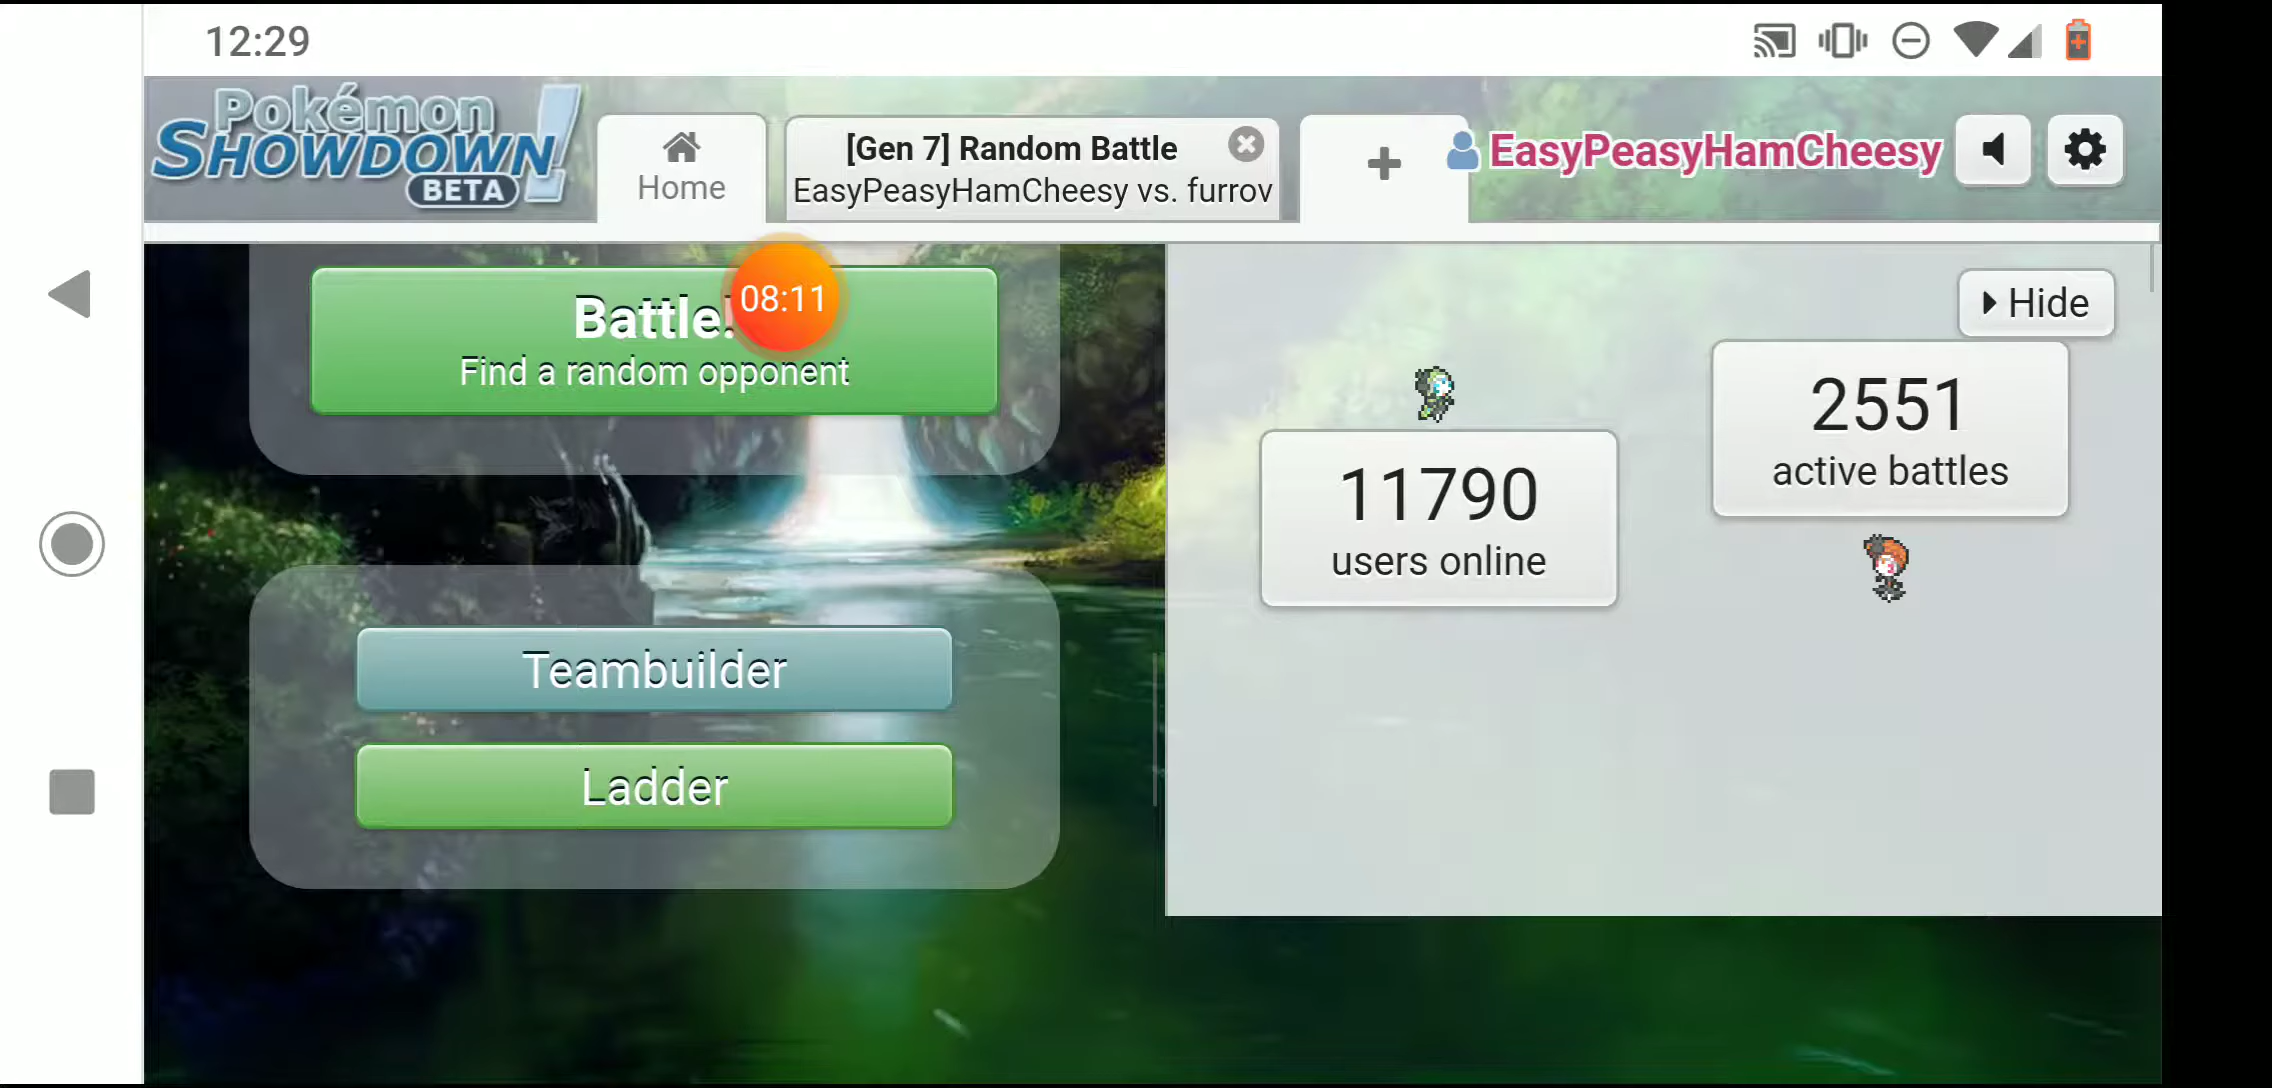 12:29
Pokémon
SHOWDOWN!
BETA
Home
[Gen 7] Random Battle
EasyPeasyHamCheesy vs. furrov
EasyPeasyHamCheesy
Battle!
08:11
Find a random opponent
Hide
2551
active battles
11790
users online
Teambuilder
Ladder